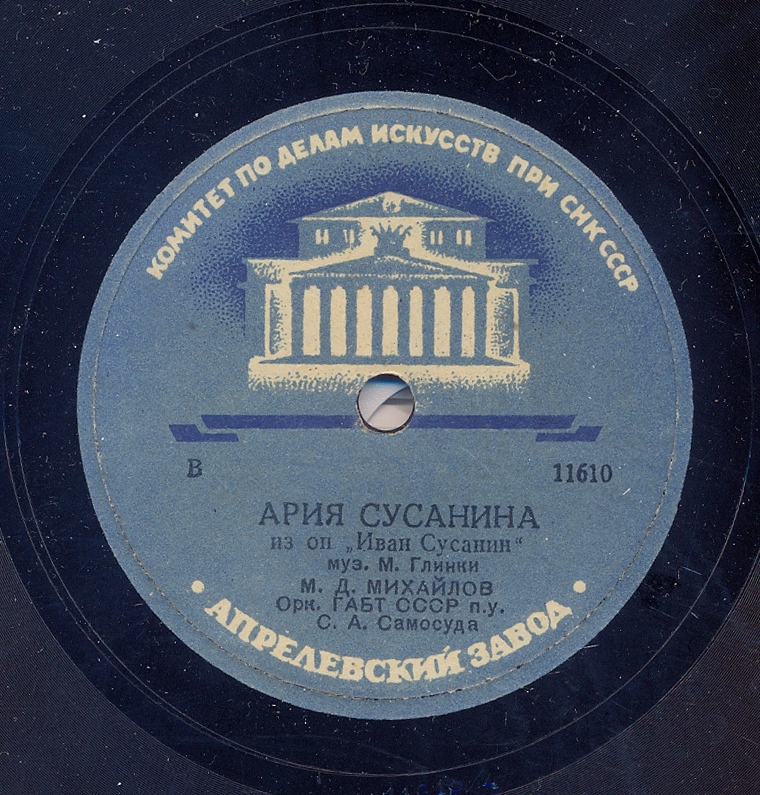 КОМИТЕТ ПО ДЕЛАМ ИСКУССТВ ПРИ СНК СССР
В 11610
АРИЯ СУСАНИНА
из оп „Иван Сусанин“
муз. М. Глинки
М. Д. МИХАЙЛОВ
Орк. ГАБТ СССР п.у.
С. А. Самосуда
• АПРЕЛЕВСКИЙ ЗАВОД •